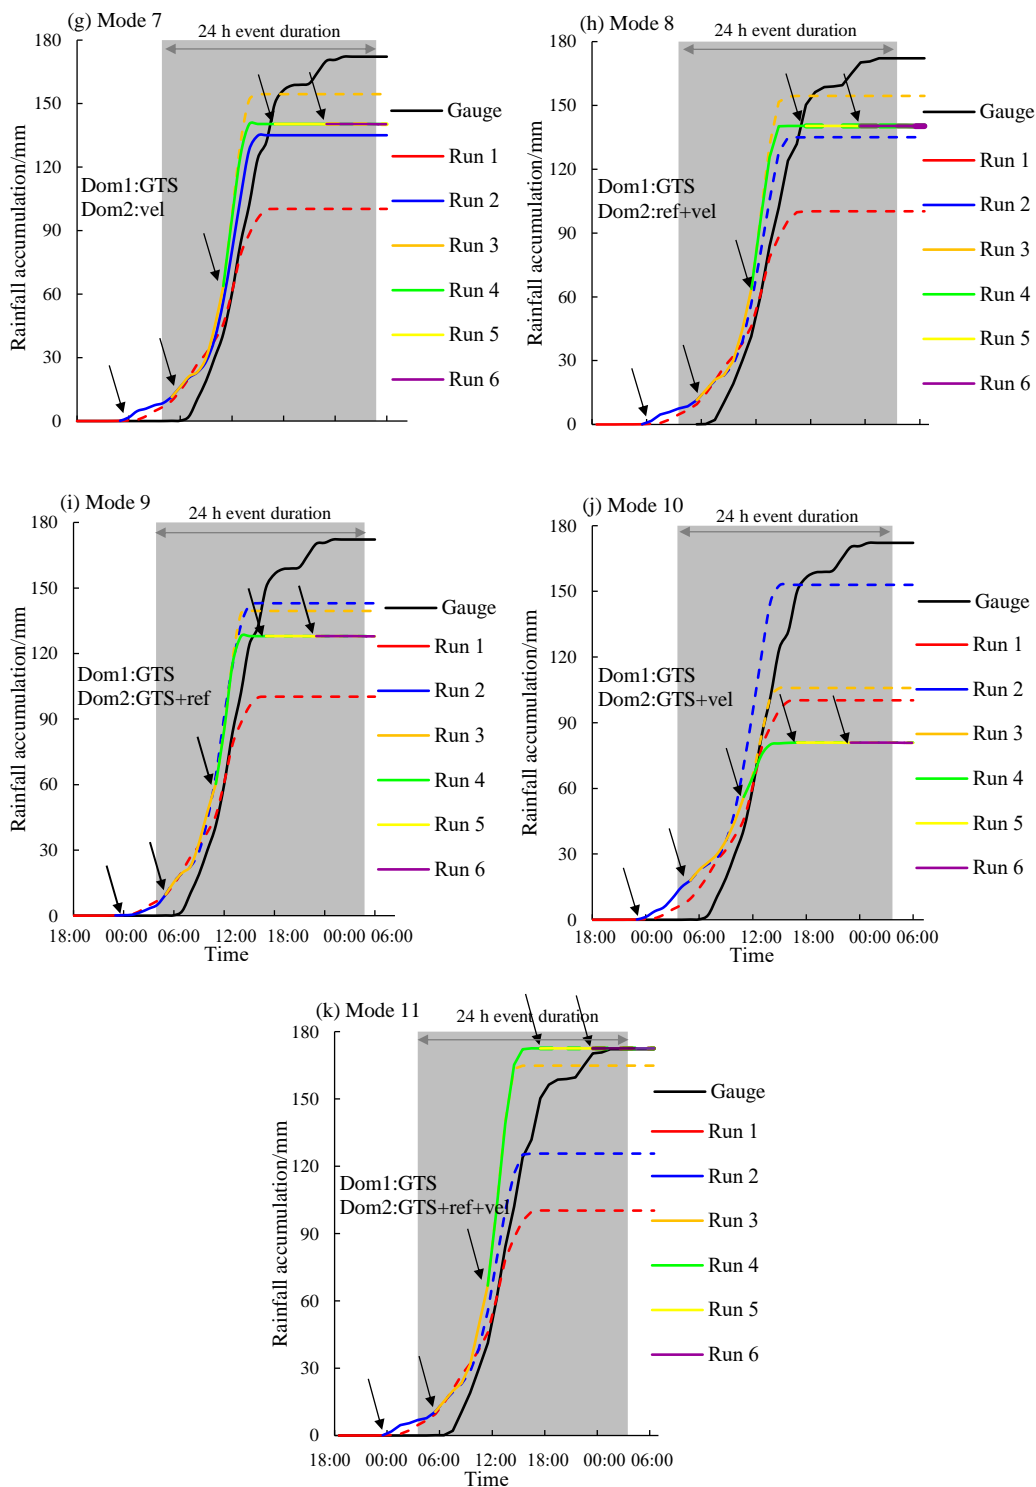 (g) Mode 7
24 h event duration
180
150
120
90
60
30
0
Rainfall accumulation/mm
Dom1:GTS
Dom2:vel
Gauge
Run 1
Run 2
Run 3
Run 4
Run 5
Run 6
(h) Mode 8
24 h event duration
180
150
120
90
60
30
0
Rainfall accumulation/mm
Dom1:GTS
Dom2:ref+vel
Gauge
Run 1
Run 2
Run 3
Run 4
Run 5
Run 6
(i) Mode 9
24 h event duration
180
150
120
90
60
30
0
Rainfall accumulation/mm
Dom1:GTS
Dom2:GTS+ref
Gauge
Run 1
Run 2
Run 3
Run 4
Run 5
Run 6
18:00 00:00 06:00 12:00 18:00 00:00 06:00
Time
(j) Mode 10
24 h event duration
180
150
120
90
60
30
0
Rainfall accumulation/mm
Dom1:GTS
Dom2:GTS+vel
Gauge
Run 1
Run 2
Run 3
Run 4
Run 5
Run 6
18:00 00:00 06:00 12:00 18:00 00:00 06:00
Time
(k) Mode 11
24 h event duration
180
150
120
90
60
30
0
Rainfall accumulation/mm
Dom1:GTS
Dom2:GTS+ref+vel
Gauge
Run 1
Run 2
Run 3
Run 4
Run 5
Run 6
18:00 00:00 06:00 12:00 18:00 00:00 06:00
Time